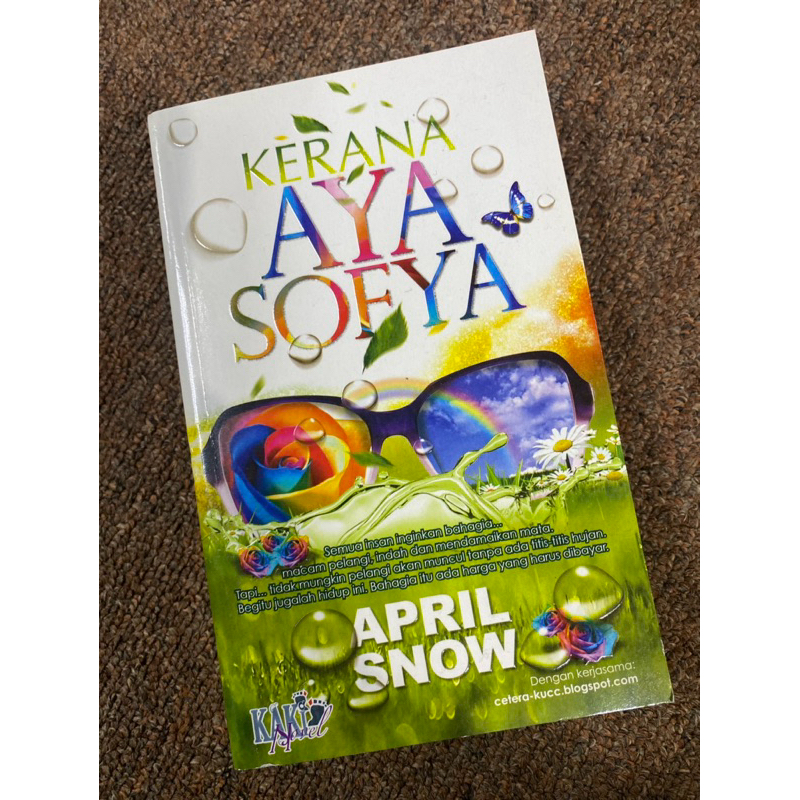 KERANA
AYA
SOFYA
Semua insan inginkan bahagia...
macam pelangi, indah dan mendamaikan mata.
Tapi... tidak mungkin pelangi akan muncul tanpa ada titis-titis hujan.
Begitu jugalah hidup ini. Bahagia itu ada harga yang harus dibayar.
APRIL
SNOW
Dengan kerjasama:
cetera-kucc.blogspot.com
KAKI
Novel